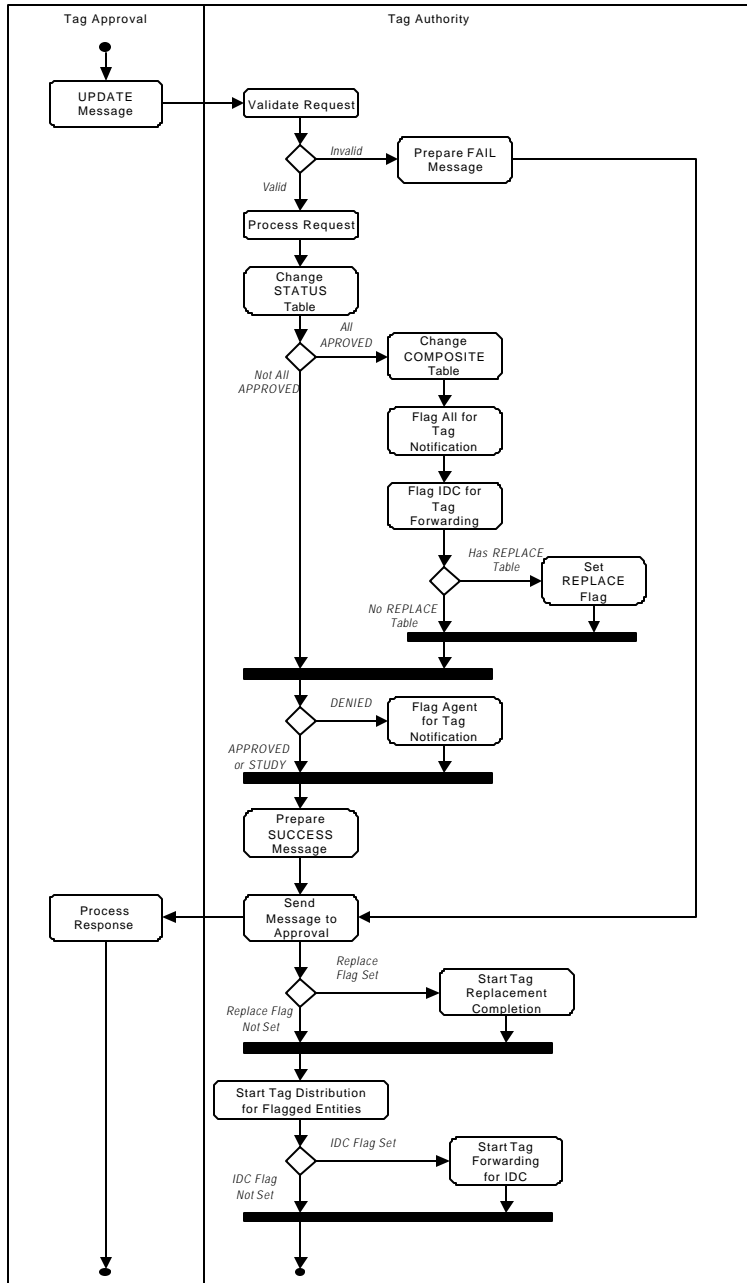 Tag Approval
Tag Authority
UPDATE
Message
Validate Request
Invalid
Prepare FAIL
Message
Valid
Process Request
Change
STATUS
Table
All
APROVED
Change
COMPOSITE
Table
Not All
APPROVED
Flag All for
Tag
Notification
Flag IDC for
Tag
Forwarding
Has REPLACE
Table
Set
REPLACE
Flag
No REPLACE
Table
DENIED
Flag Agent
for Tag
Notification
APPROVED
or STUDY
Prepare
SUCCESS
Message
Process
Response
Send
Message to
Approval
Replace
Flag Set
Start Tag
Replacement
Completion
Replace Flag
Not Set
Start Tag Distribution
for Flagged Entities
IDC Flag Set
Start Tag
Forwarding
for IDC
IDC Flag
Not Set